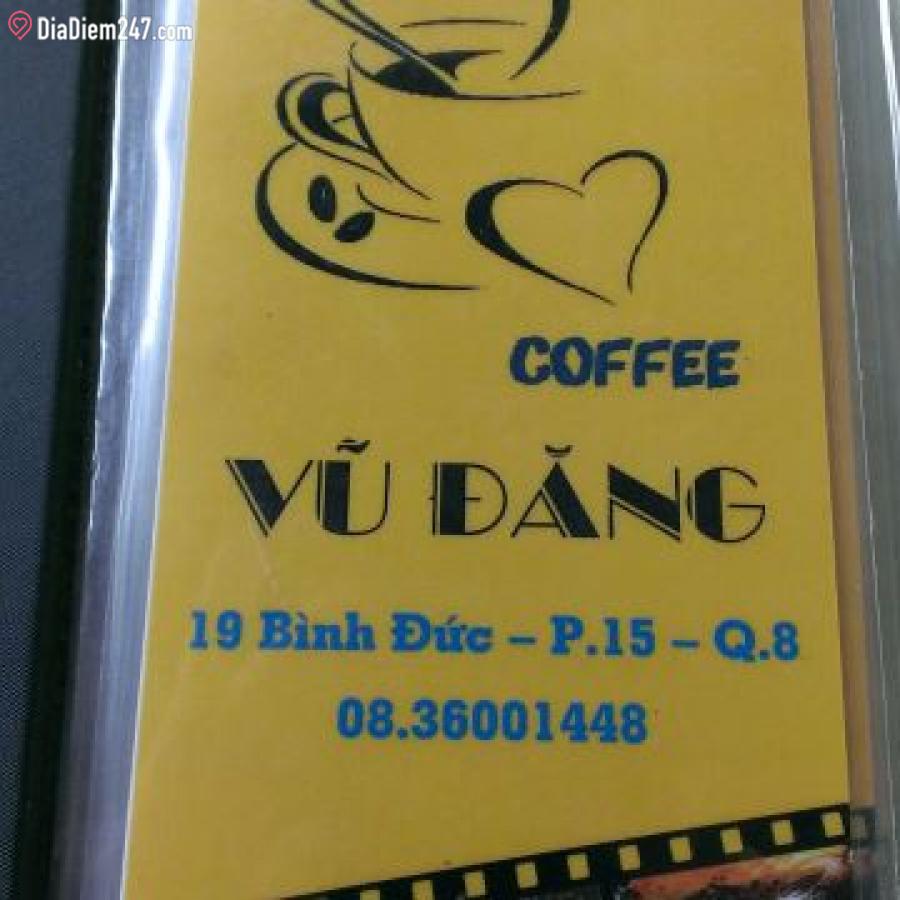 DiaDiem247.com
COFFEE
VŨ ĐĂNG
19 Bình Đức – P.15 – Q.8
08.36001448